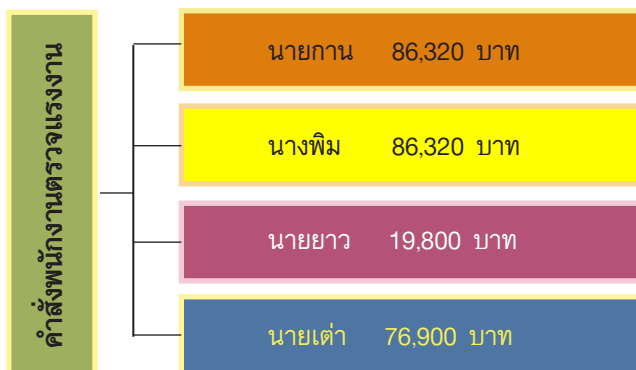 คำสั่งพนักงานตรวจแรงงาน
นายกาน 86,320 บาท
นางพิม 86,320 บาท
นายยาว 19,800 บาท
นายเต่า 76,900 บาท